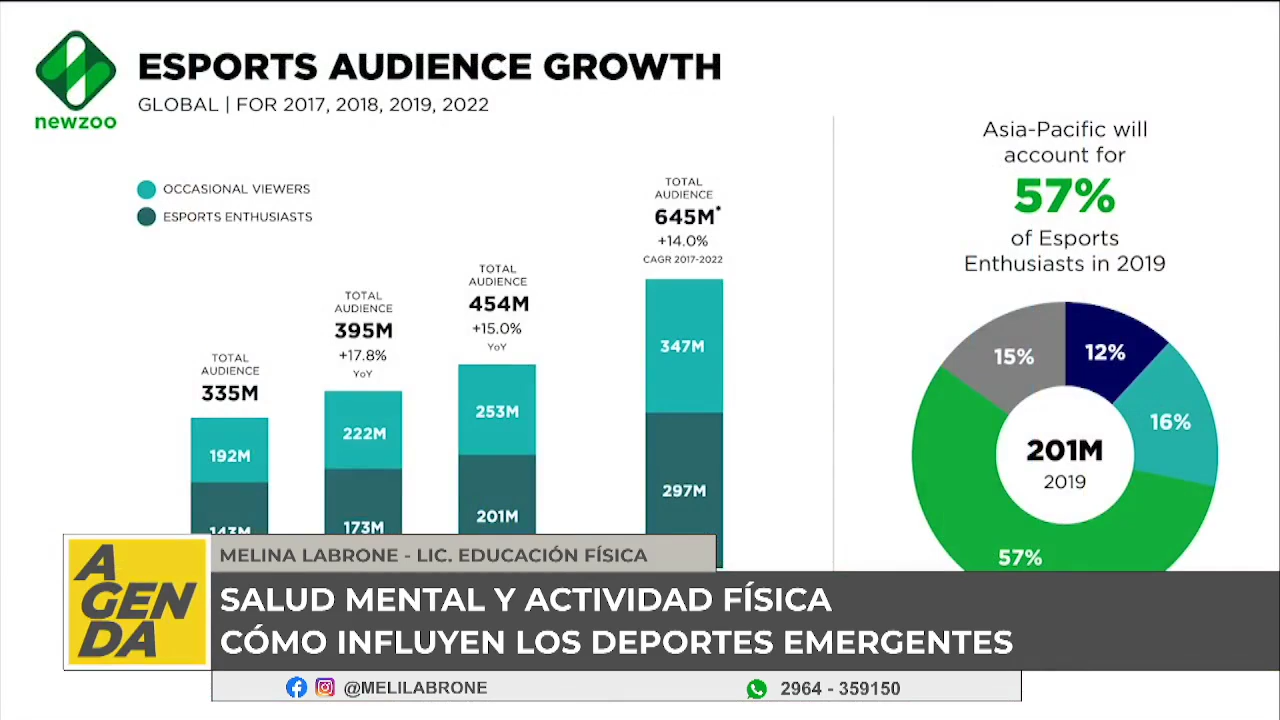 newzoo
ESPORTS AUDIENCE GROWTH
GLOBAL | FOR 2017, 2018, 2019, 2022
OCCASIONAL VIEWERS
ESPORTS ENTHUSIASTS
TOTAL
AUDIENCE
335M
192M
143M
TOTAL
AUDIENCE
395M
+17.8%
YoY
222M
173M
TOTAL
AUDIENCE
454M
+15.0%
YoY
253M
201M
TOTAL
AUDIENCE
645M*
+14.0%
CAGR 2017-2022
347M
297M
Asia-Pacific will
account for
57%
of Esports
Enthusiasts in 2019
15%
12%
16%
57%
201M
2019
A
GEN
DA
MELINA LABRONE - LIC. EDUCACIÓN FÍSICA
SALUD MENTAL Y ACTIVIDAD FÍSICA
CÓMO INFLUYEN LOS DEPORTES EMERGENTES
@MELILABRONE
2964 - 359150